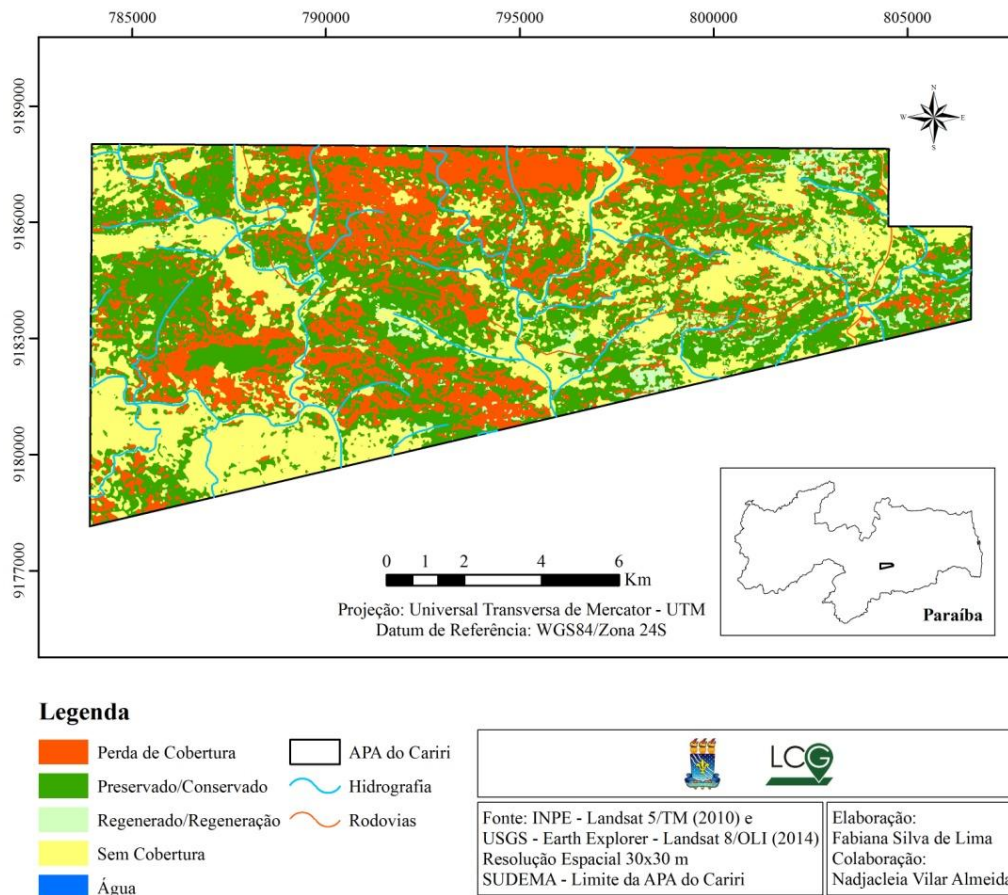 785000 790000 795000 800000 805000
9189000
9186000
9183000
9180000
9177000
N
W E
S
0 1 2 4 6
Km
Projeção: Universal Transversa de Mercator - UTM
Datum de Referência: WGS84/Zona 24S
Paraíba
Legenda
Perda de Cobertura
Preservado/Conservado
Regenerado/Regeneração
Sem Cobertura
Água
APA do Cariri
Hidrografia
Rodovias
LCG
Fonte: INPE - Landsat 5/TM (2010) e
USGS - Earth Explorer - Landsat 8/OLI (2014)
Resolução Espacial 30x30 m
SUDEMA - Limite da APA do Cariri
Elaboração:
Fabiana Silva de Lima
Colaboração:
Nadjacleia Vilar Almeida